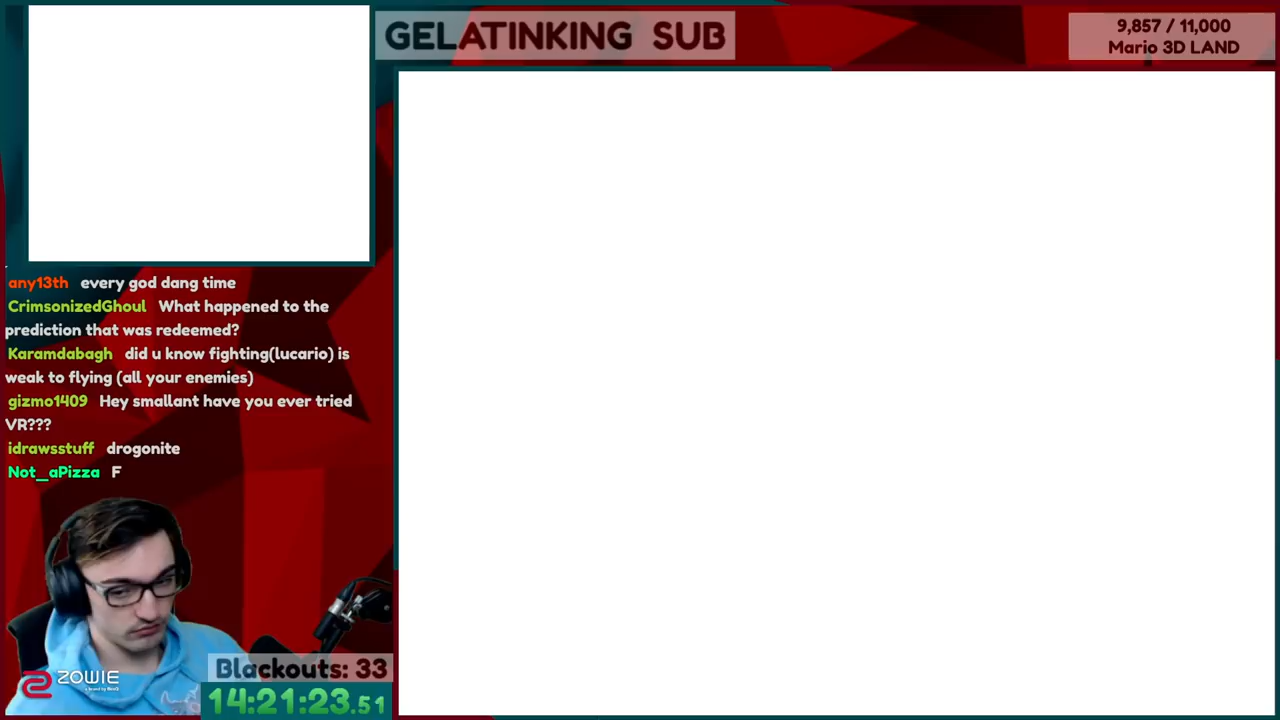 GELATINKING SUB
9,857 / 11,000
Mario 3D LAND
any13th every god dang time
CrimsonizedGhoul What happened to the
prediction that was redeemed?
Karamdabagh did u know fighting(lucario) is
weak to flying (all your enemies)
gizmo1409 Hey smallant have you ever tried
VR???
idrawsstuff drogonite
Not_aPizza F
Blackouts: 33
ZOWIE
14:21:23.51